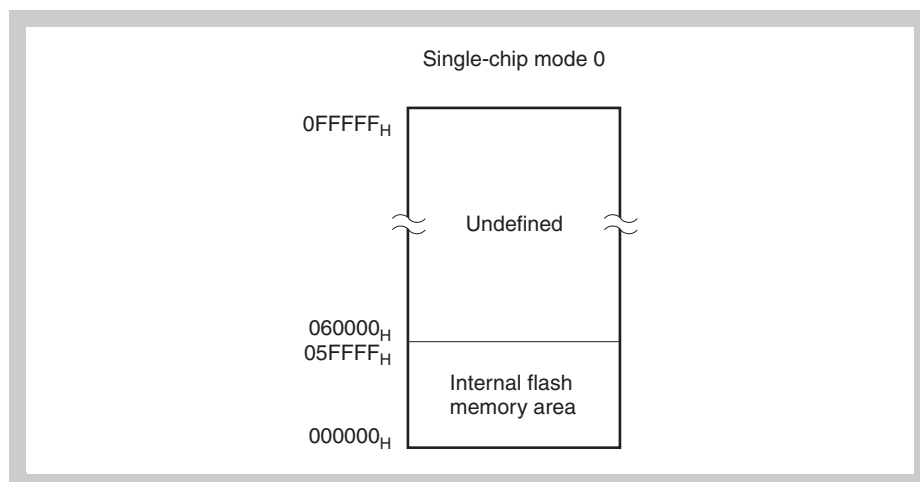 Single-chip mode 0
0FFFFFH
Undefined
060000H
05FFFFH
Internal flash
memory area
000000H